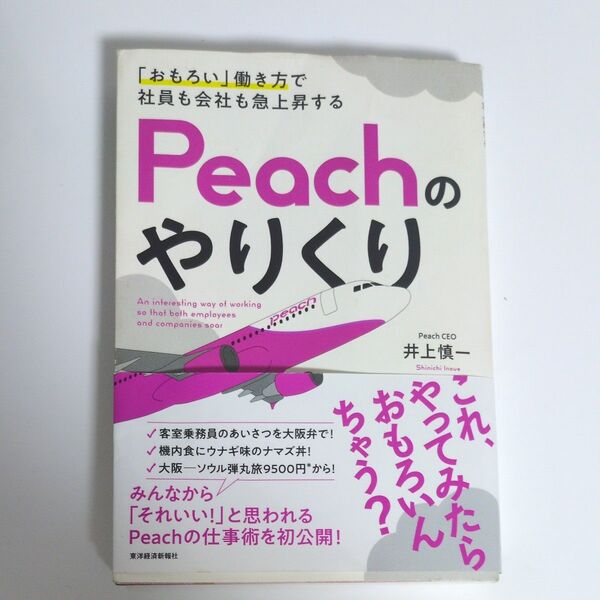 「おもろい」働き方で
社員も会社も急上昇する
Peachの
やりくり
An interesting way of working
so that both employees
and companies soar
peach
Peach CEO
井上慎一
Shinichi Inoue
これ、
やってみたら
おもろいん
ちゃう?
✓客室乗務員のあいさつを大阪弁で!
✓機内食にウナギ味のナマズ丼!
✓大阪―ソウル弾丸旅9500円*から!
みんなから
「それいい!」と思われる
Peachの仕事術を初公開!
東洋経済新報社